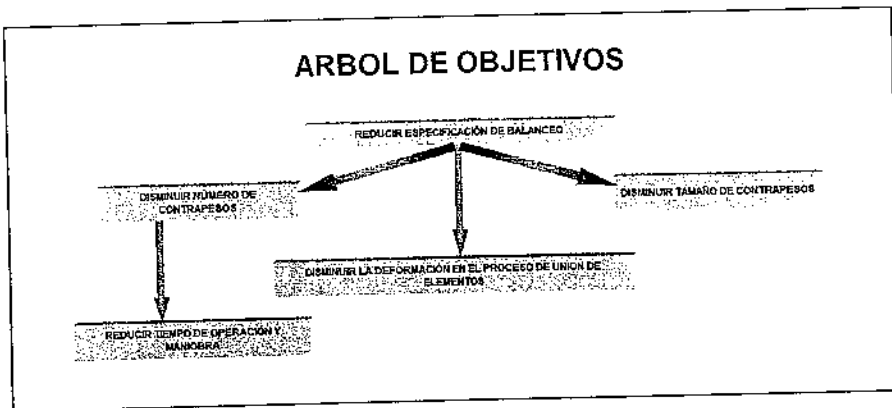 ARBOL DE OBJETIVOS
REDUCIR ESPECIFICACIÓN DE BALANCEO
DISMINUIR NÚMERO DE
CONTRAPESOS
DISMINUIR TAMAÑO DE CONTRAPESOS
DISMINUIR LA DEFORMACIÓN EN EL PROCESO DE UNION DE
ELEMENTOS
REDUCIR TIEMPO DE OPERACIÓN Y
MANIOBRA